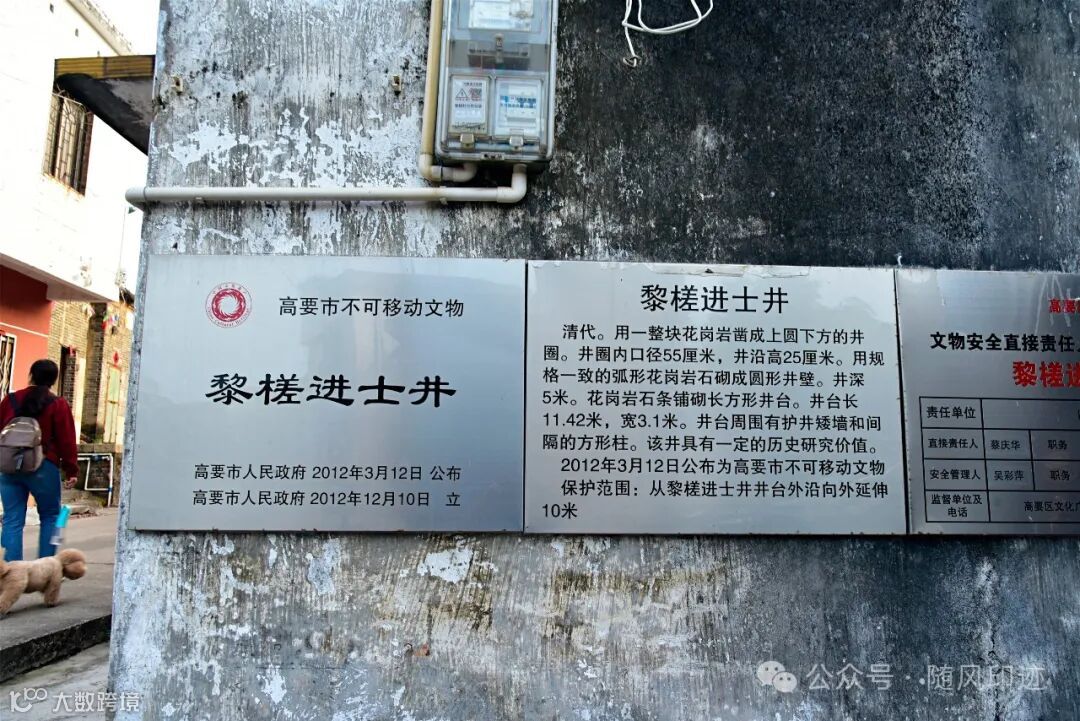 高要市不可移动文物
黎槎进士井
高要市人民政府 2012年3月12日 公布
高要市人民政府 2012年12月10日 立
黎槎进士井
清代。用一整块花岗岩凿成上圆下方的井
圈。井圈内口径55厘米，井沿高25厘米。用规
格一致的弧形花岗岩石砌成圆形井壁。井深
5米。花岗岩石条铺砌长方形井台。井台长
11.42米，宽3.1米。井台周围有护井矮墙和间
隔的方形柱。该井具有一定的历史研究价值。
2012年3月12日公布为高要市不可移动文物
保护范围：从黎槎进士井井台外沿向外延伸
10米
高要
文物安全直接责任
黎槎进
责任单位
直接责任人 蔡庆华 职务
安全管理人 吴彩萍 职务
监督单位及
电话
高要区文化广
公众号 · 随风印迹
大数跨境